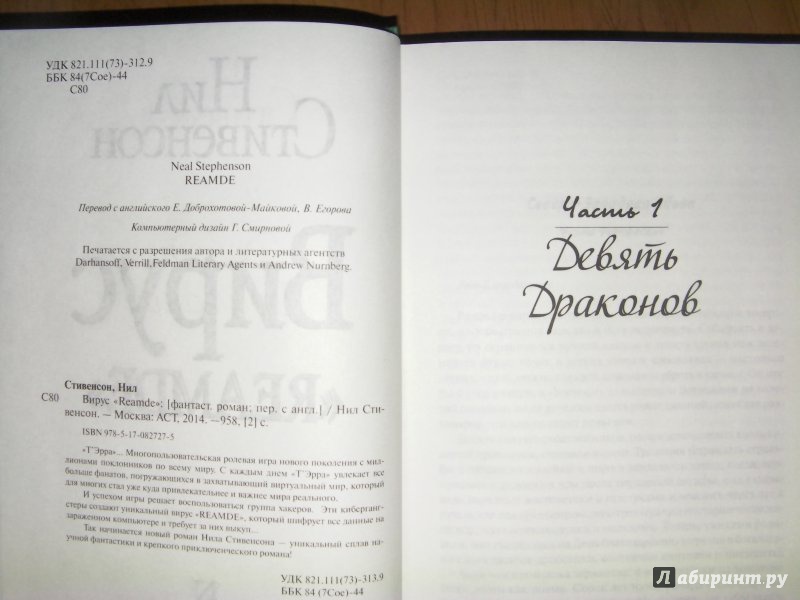 УДК 821.111(73)-312.9
ББК 84(7Сое)-44
С80
Neal Stephenson
REAMDE
Перевод с английского Е. Доброхотовой-Майковой, В. Егорова
Компьютерный дизайн Г. Смирновой
Печатается с разрешения автора и литературных агентств
Darhansoff, Verrill, Feldman Literary Agents и Andrew Nurnberg.
Стивенсон, Нил
С80 Вирус «Reamde»: [фантаст. роман; пер. с англ.] / Нил Сти-
венсон. — Москва: АСТ, 2014. —958, [2] с.
ISBN 978-5-17-082727-5
«Т'Эрра»... Многопользовательская ролевая игра нового поколения с мил-
лионами поклонников по всему миру. С каждым днем «Т'Эрра» увлекает все
больше фанатов, погружающихся в захватывающий виртуальный мир, который
для многих стал уже куда привлекательнее и важнее мира реального.
И успехом игры решает воспользоваться группа хакеров. Эти киберганг-
стеры создают уникальный вирус «REAMDE», который шифрует все данные на
зараженном компьютере и требует за них выкуп...
Так начинается новый роман Нила Стивенсона — уникальный сплав на-
учной фантастики и крепкого приключенческого романа!
УДК 821.111(73)-313.9
ББК 84 (7Сое)-44
Часть 1
Девять
Драконов
Лабиринт.ру